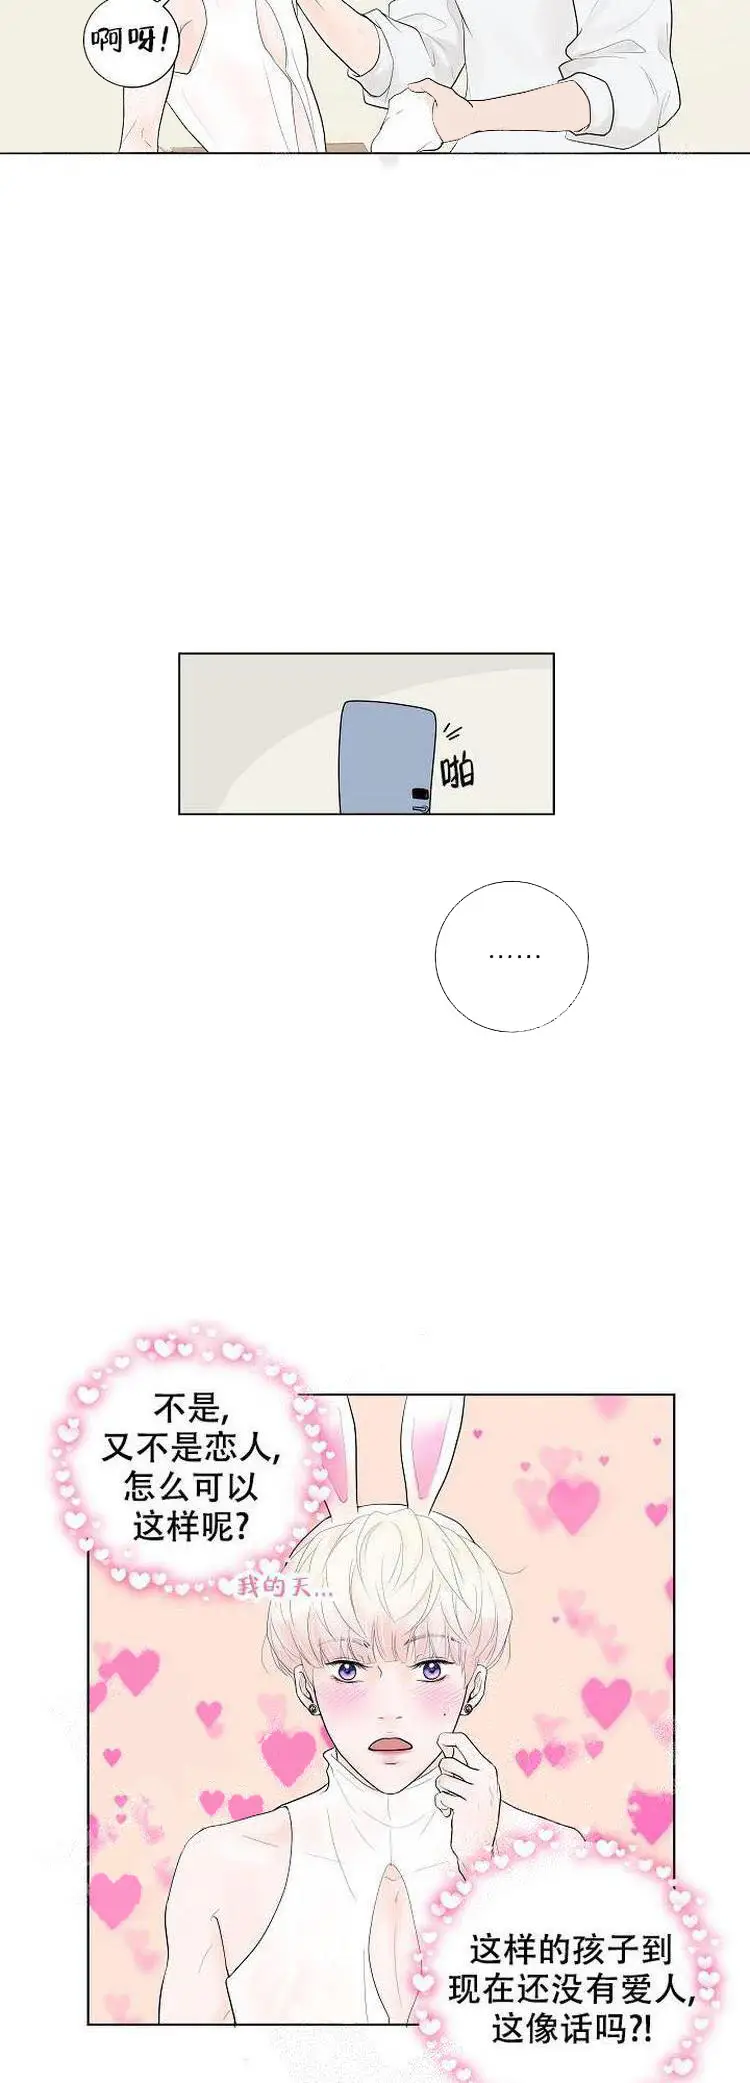 啊呀!
啪
……
不是,
又不是恋人,
怎么可以
这样呢?
我的天...
这样的孩子到
现在还没有爱人,
这像话吗?!